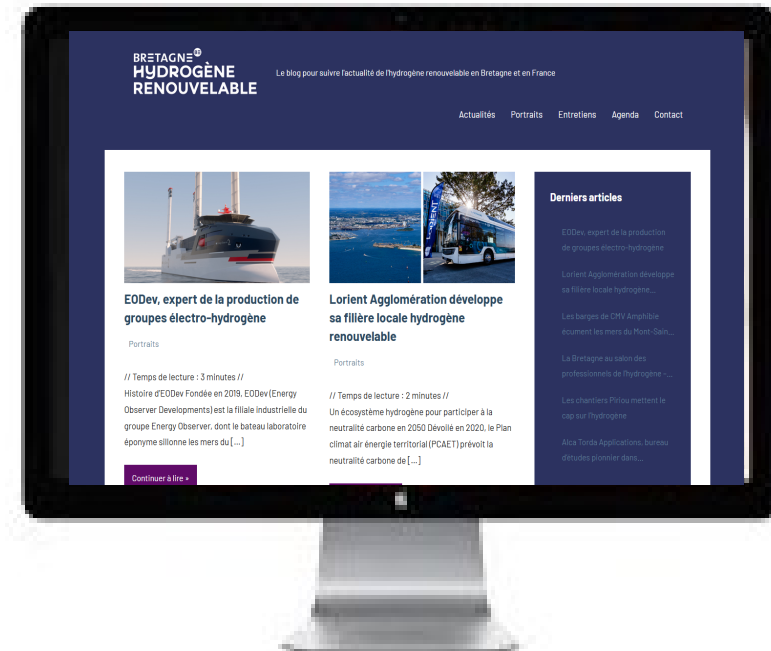 BRETAGNE
HYDROGÈNE
RENOUVELABLE
Le blog pour suivre l'actualité de l'hydrogène renouvelable en Bretagne et en France
Actualités Portraits Entretiens Agenda Contact
EODev, expert de la production de
groupes électro-hydrogène
Portraits
// Temps de lecture : 3 minutes //
Histoire d'EODev Fondée en 2019, EODev (Energy
Observer Developments) est la filiale industrielle du
groupe Energy Observer, dont le bateau laboratoire
éponyme sillonne les mers du [...]
Continuer à lire »
LORIENT
Lorient Agglomération développe
sa filière locale hydrogène
renouvelable
Portraits
// Temps de lecture : 2 minutes //
Un écosystème hydrogène pour participer à la
neutralité carbone en 2050 Dévoilé en 2020, le Plan
climat air énergie territorial (PCAET) prévoit la
neutralité carbone de [...]
Derniers articles
EODev, expert de la production
de groupes électro-hydrogène
Lorient Agglomération développe
sa filière locale hydrogène...
Les barges de CMV Amphibie
écument les mers du Mont-Sain...
La Bretagne au salon des
professionnels de l'hydrogène -...
Les chantiers Piriou mettent le
cap sur l'hydrogène
Alca Torda Applications, bureau
d'études pionnier dans...